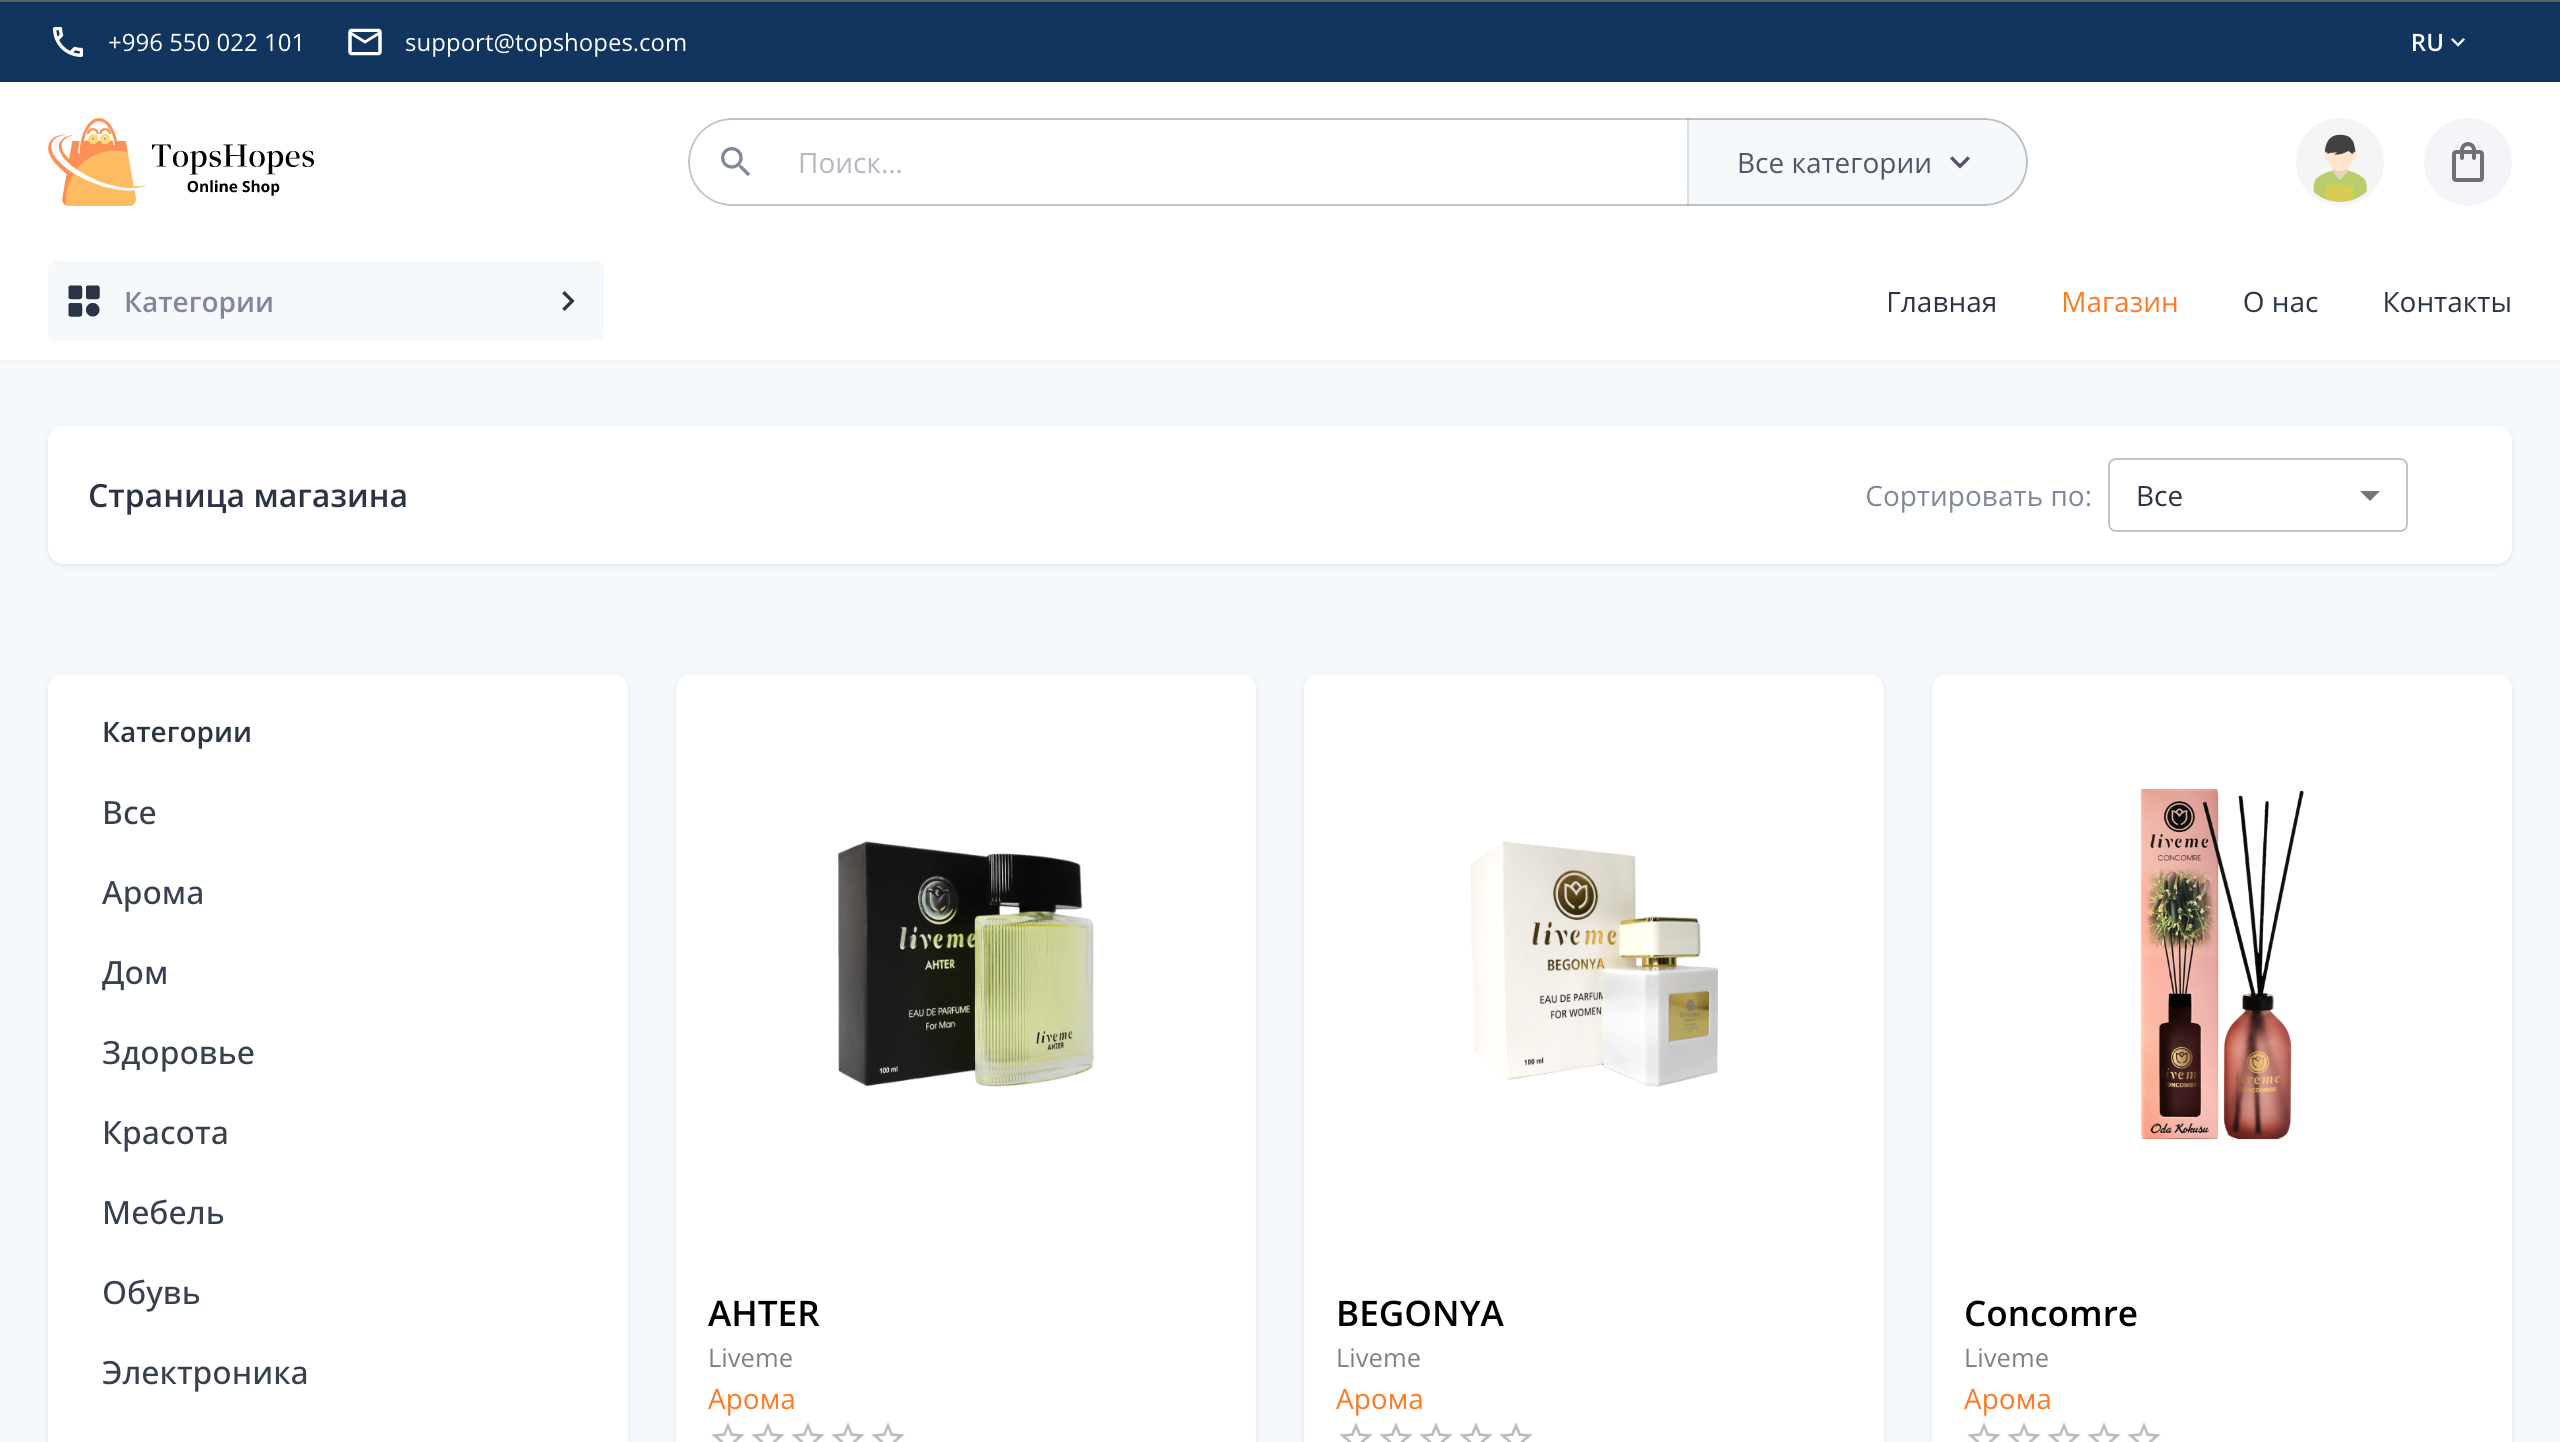 +996 550 022 101
support@topshopes.com
RU
TopsHopes
Online Shop
Поиск...
Все категории
Категории
Главная
Магазин
О нас
Контакты
Страница магазина
Сортировать по:
Все
Категории
Все
Арома
Дом
Здоровье
Красота
Мебель
Обувь
Электроника
liveme
AHTER
EAU DE PARFUME
For Man
100 ml
liveme
AHTER
AHTER
Liveme
Арома
liveme
BEGONYA
EAU DE PARFUM
FOR WOMEN
100 ml
BEGONYA
Liveme
Арома
liveme
CONCOMRE
Oda Kokusu
Concomre
Liveme
Арома